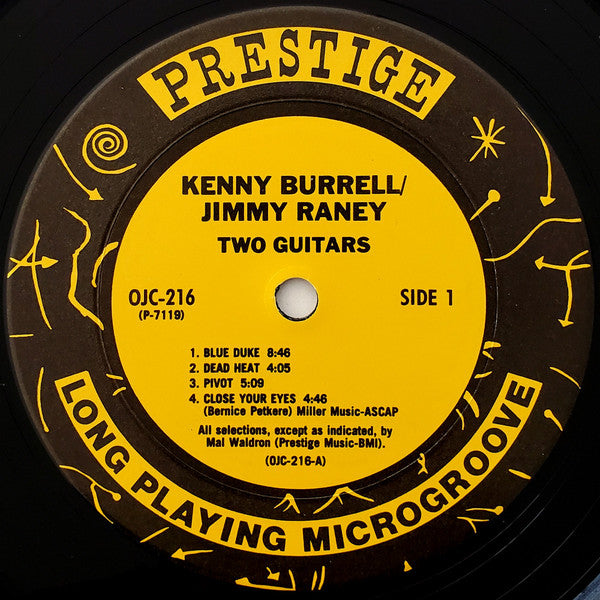 PRESTIGE
KENNY BURRELL/
JIMMY RANEY
TWO GUITARS
OJC-216
(P-7119)
SIDE 1
1. BLUE DUKE 8:46
2. DEAD HEAT 4:05
3. PIVOT 5:09
4. CLOSE YOUR EYES 4:46
(Bernice Petkere) Miller Music-ASCAP
All selections, except as indicated, by
Mal Waldron (Prestige Music-BMI).
(OJC-216-A)
LONG PLAYING MICROGROOVE